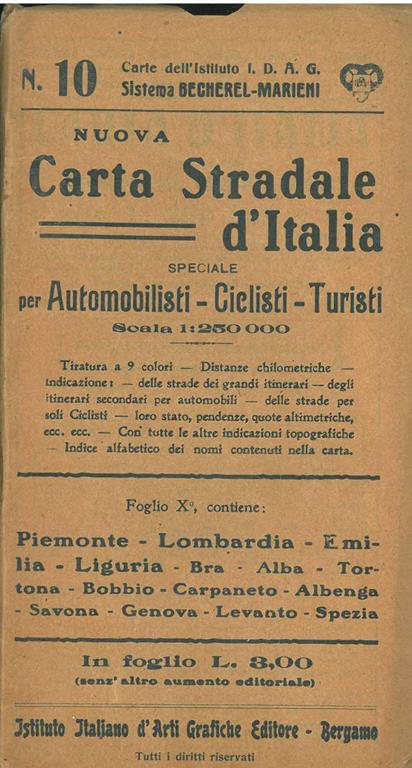 N. 10
Carte dell'Istituto I. D. A. G.
Sistema BECHEREL-MARIENI
NUOVA
Carta Stradale
d'Italia
SPECIALE
per Automobilisti - Ciclisti - Turisti
Scala 1:250 000
Tiratura a 9 colori — Distanze chilometriche —
Indicazione: — delle strade dei grandi itinerari — degli
itinerari secondari per automobili — delle strade per
soli Ciclisti — loro stato, pendenze, quote altimetriche,
ecc. ecc. — Con tutte le altre indicazioni topografiche
— Indice alfabetico dei nomi contenuti nella carta.
Foglio X°, contiene:
Piemonte - Lombardia - Emi-
lia - Liguria - Bra - Alba - Tor-
tona - Bobbio - Carpaneto - Albenga
- Savona - Genova - Levanto - Spezia
In foglio L. 3,00
(senz'altro aumento editoriale)
Istituto Italiano d'Arti Grafiche Editore - Bergamo
Tutti i diritti riservati